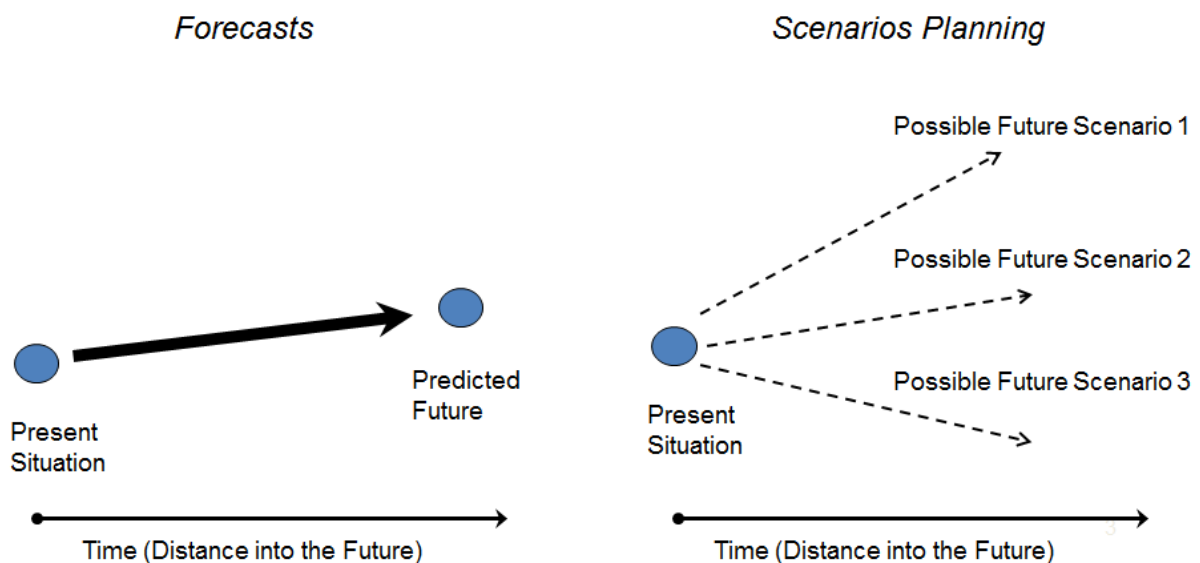 Forecasts
Present
Situation
Predicted
Future
Time (Distance into the Future)
Scenarios Planning
Possible Future Scenario 1
Possible Future Scenario 2
Possible Future Scenario 3
Present
Situation
3
Time (Distance into the Future)